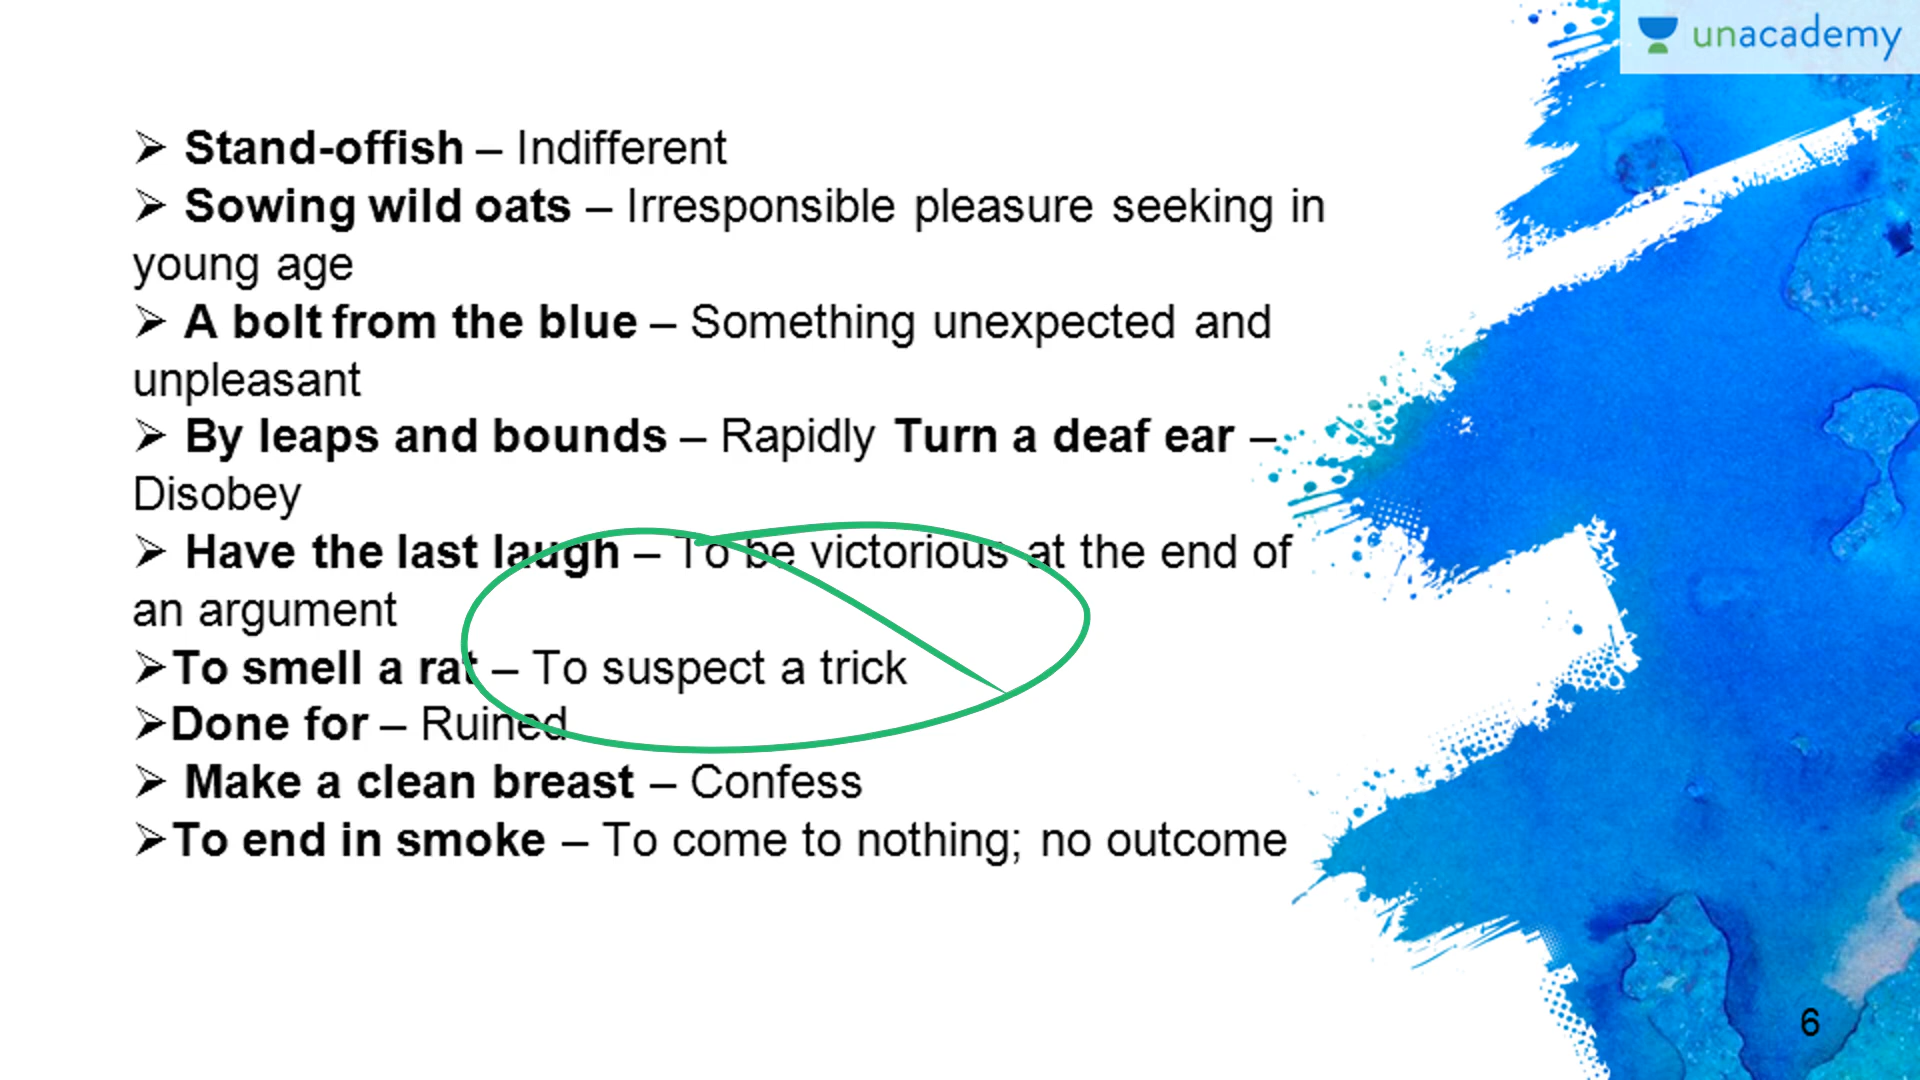 unacademy
➢ Stand-offish – Indifferent
➢ Sowing wild oats – Irresponsible pleasure seeking in
young age
➢ A bolt from the blue – Something unexpected and
unpleasant
➢ By leaps and bounds – Rapidly Turn a deaf ear –
Disobey
➢ Have the last laugh – To be victorious at the end of
an argument
➢To smell a rat – To suspect a trick
➢Done for – Ruined
➢ Make a clean breast – Confess
➢To end in smoke – To come to nothing; no outcome
6